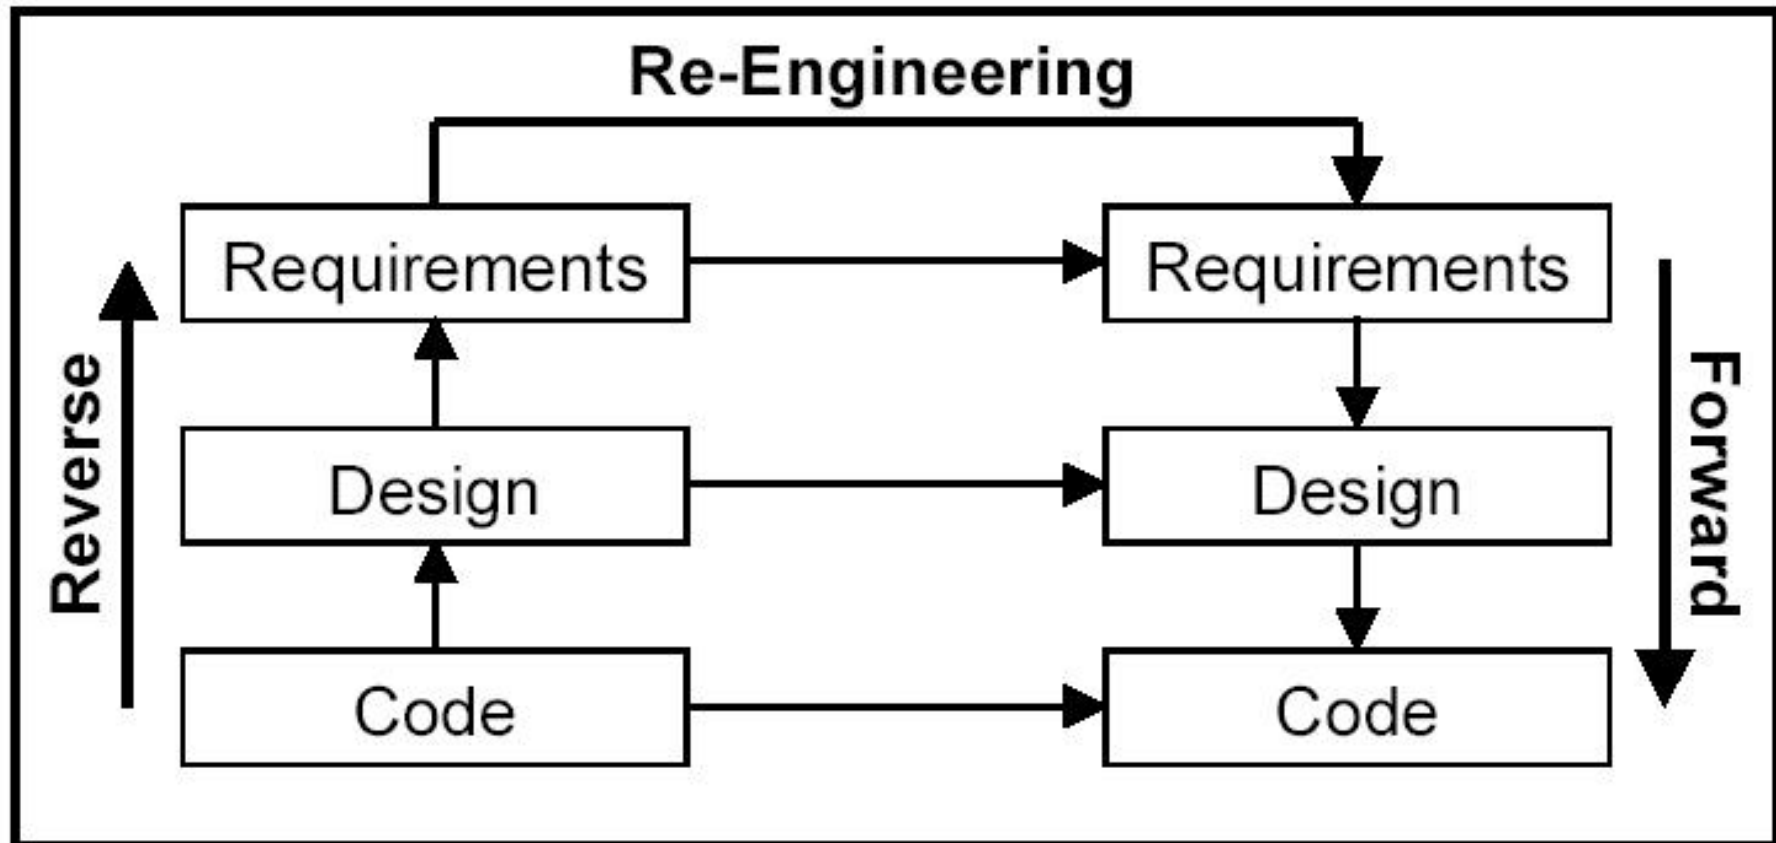 Re-Engineering
Requirements
Requirements
Reverse
Forward
Design
Design
Code
Code